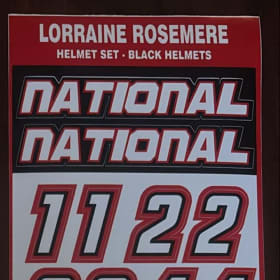 LORRAINE ROSEMERE
HELMET SET - BLACK HELMETS
NATIONAL
NATIONAL
11 22